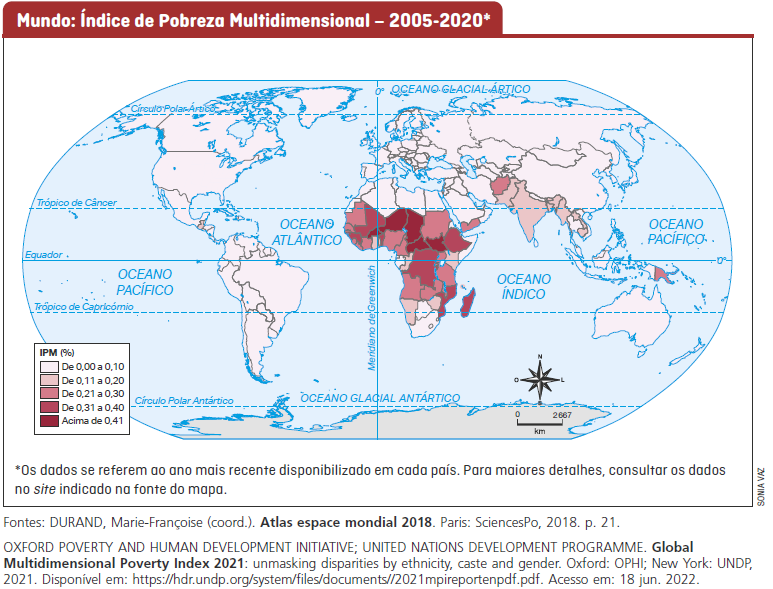 Mundo: Índice de Pobreza Multidimensional – 2005-2020*
OCEANO GLACIAL ÁRTICO
0°
Círculo Polar Ártico
Trópico de Câncer
OCEANO
ATLÂNTICO
OCEANO
PACÍFICO
Equador
0°
OCEANO
PACÍFICO
OCEANO
ÍNDICO
Meridiano de Greenwich
Trópico de Capricórnio
IPM (%)
De 0,00 a 0,10
De 0,11 a 0,20
De 0,21 a 0,30
De 0,31 a 0,40
Acima de 0,41
Círculo Polar Antártico
OCEANO GLACIAL ANTÁRTICO
N
O
L
S
0
2667
km
*Os dados se referem ao ano mais recente disponibilizado em cada país. Para maiores detalhes, consultar os dados
no site indicado na fonte do mapa.
SONIA VAZ
Fontes: DURAND, Marie-Françoise (coord.). Atlas espace mondial 2018. Paris: SciencesPo, 2018. p. 21.
OXFORD POVERTY AND HUMAN DEVELOPMENT INITIATIVE; UNITED NATIONS DEVELOPMENT PROGRAMME. Global
Multidimensional Poverty Index 2021: unmasking disparities by ethnicity, caste and gender. Oxford: OPHI; New York: UNDP,
2021. Disponível em: https://hdr.undp.org/system/files/documents//2021mpireportenpdf.pdf. Acesso em: 18 jun. 2022.